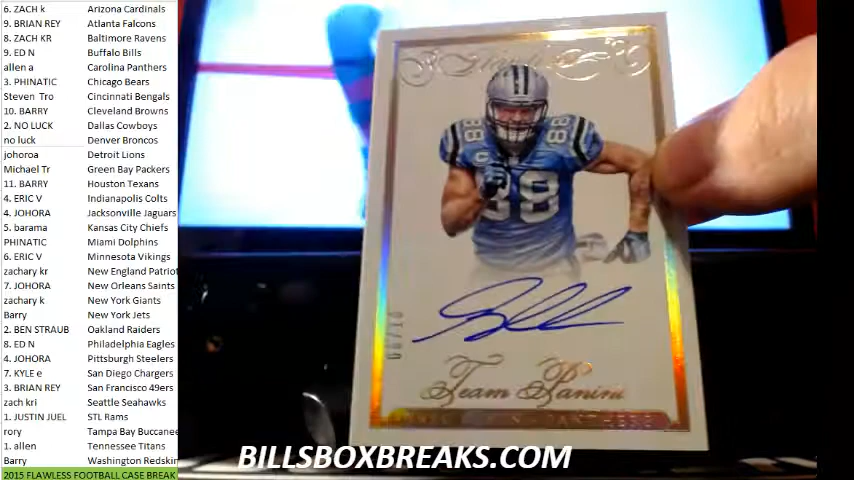 6. ZACH k Arizona Cardinals
9. BRIAN REY Atlanta Falcons
8. ZACH KR Baltimore Ravens
9. ED N Buffalo Bills
allen a Carolina Panthers
3. PHINATIC Chicago Bears
Steven Tro Cincinnati Bengals
10. BARRY Cleveland Browns
2. NO LUCK Dallas Cowboys
no luck Denver Broncos
johoroa Detroit Lions
Michael Tr Green Bay Packers
11. BARRY Houston Texans
4. ERIC V Indianapolis Colts
4. JOHORA Jacksonville Jaguars
5. barama Kansas City Chiefs
PHINATIC Miami Dolphins
6. ERIC V Minnesota Vikings
zachary kr New England Patriot
7. JOHORA New Orleans Saints
zachary k New York Giants
Barry New York Jets
2. BEN STRAUB Oakland Raiders
8. ED N Philadelphia Eagles
4. JOHORA Pittsburgh Steelers
7. KYLE e San Diego Chargers
3. BRIAN REY San Francisco 49ers
zach kri Seattle Seahawks
1. JUSTIN JUEL STL Rams
rory Tampa Bay Buccanee
1. allen Tennessee Titans
Barry Washington Redskin
2015 FLAWLESS FOOTBALL CASE BREAK
88
88
88
C
Team Panini
BILLSBOXBREAKS.COM